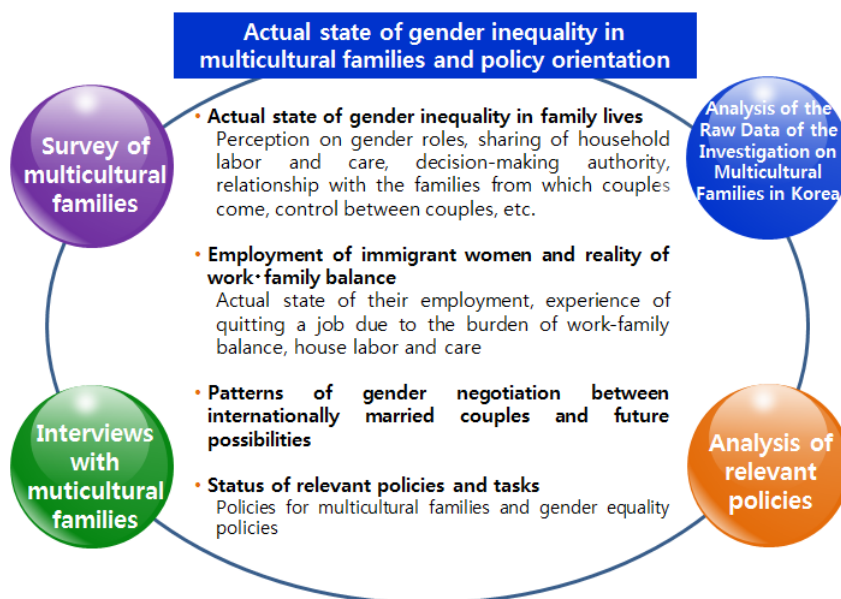 Actual state of gender inequality in
multicultural families and policy orientation
Survey of
multicultural
families
Analysis of the
Raw Data of the
Investigation on
Multicultural
Families in Korea
• Actual state of gender inequality in family lives
Perception on gender roles, sharing of household
labor and care, decision-making authority,
relationship with the families from which couples
come, control between couples, etc.
• Employment of immigrant women and reality of
work·family balance
Actual state of their employment, experience of
quitting a job due to the burden of work-family
balance, house labor and care
• Patterns of gender negotiation between
internationally married couples and future
possibilities
• Status of relevant policies and tasks
Policies for multicultural families and gender equality
policies
Interviews
with
muticultural
families
Analysis of
relevant
policies